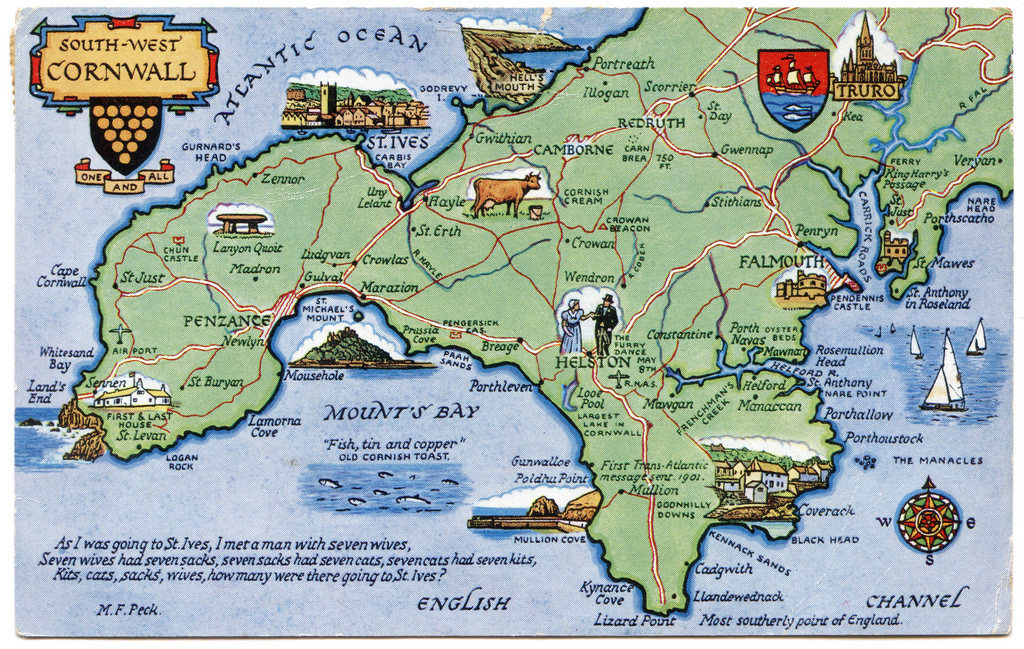 SOUTH-WEST
CORNWALL
ONE
AND
ALL
ATLANTIC OCEAN
GODREVY
I.
HELL'S
MOUTH
Portreath
Illogan
Scorrier
St.
Day
REDRUTH
TRURO
Kea
R. FAL
GURNARD'S
HEAD
ST. IVES
CARBIS
BAY
Gwithian
CAMBORNE
CARN
BREA
750
FT.
Gwennap
FERRY
King Harry's
Passage
Veryan
Zennor
Uny
Lelant
Hayle
CORNISH
CREAM
Stithians
CARRICK ROADS
St
Just
NARE
HEAD
Porthscatho
Lanyon Quoit
CHUN
CASTLE
Madron
Ludgvan
Gulval
Crowlas
St. Erth
R. HAYLE
CROWAN
BEACON
Crowan
R. COBER
Wendron
Penryn
FALMOUTH
St Mawes
Cape
Cornwall
St Just
PENZANCE
Newlyn
ST.
MICHAEL'S
MOUNT
Marazion
Prussia
Cove
PENGERSICK
CAS.
PRAH
SANDS
Breage
PENDENNIS
CASTLE
St. Anthony
in Roseland
AIR PORT
Whitesand
Bay
Land's
End
Sennen
FIRST & LAST
HOUSE
St. Levan
St Buryan
Mousehole
Lamorna
Cove
LOGAN
ROCK
Porthleven
HELSTON
THE
FURRY
DANCE
MAY
8TH
R.N.A.S.
Constantine
Porth
Navas
OYSTER
BEDS
Mawnan
THE
Rosemullion
Head
HELFORD R.
Helford
St. Anthony
NARE POINT
Looe
Pool
LARGEST
LAKE IN
CORNWALL
Mawgan
FRENCHMAN'S
CREEK
Manaccan
Porthallow
Porthoustock
THE MANACLES
MOUNT'S BAY
"Fish, tin and copper"
OLD CORNISH TOAST.
Gunwalloe
Poldhu Point
First Trans-Atlantic
message sent. 1901.
Mullion
GOONHILLY
DOWNS
MULLION COVE
Coverack
BLACK HEAD
KENNACK SANDS
Cadgwith
Kynance
Cove
Llandewednack
Lizard Point
Most southerly point of England.
W
E
S
As I was going to St. Ives, I met a man with seven wives,
Seven wives had seven sacks, seven sacks had seven cats, seven cats had seven kits,
Kits, cats, sacks, wives, how many were there going to St. Ives?
M.F. Peck.
ENGLISH
CHANNEL